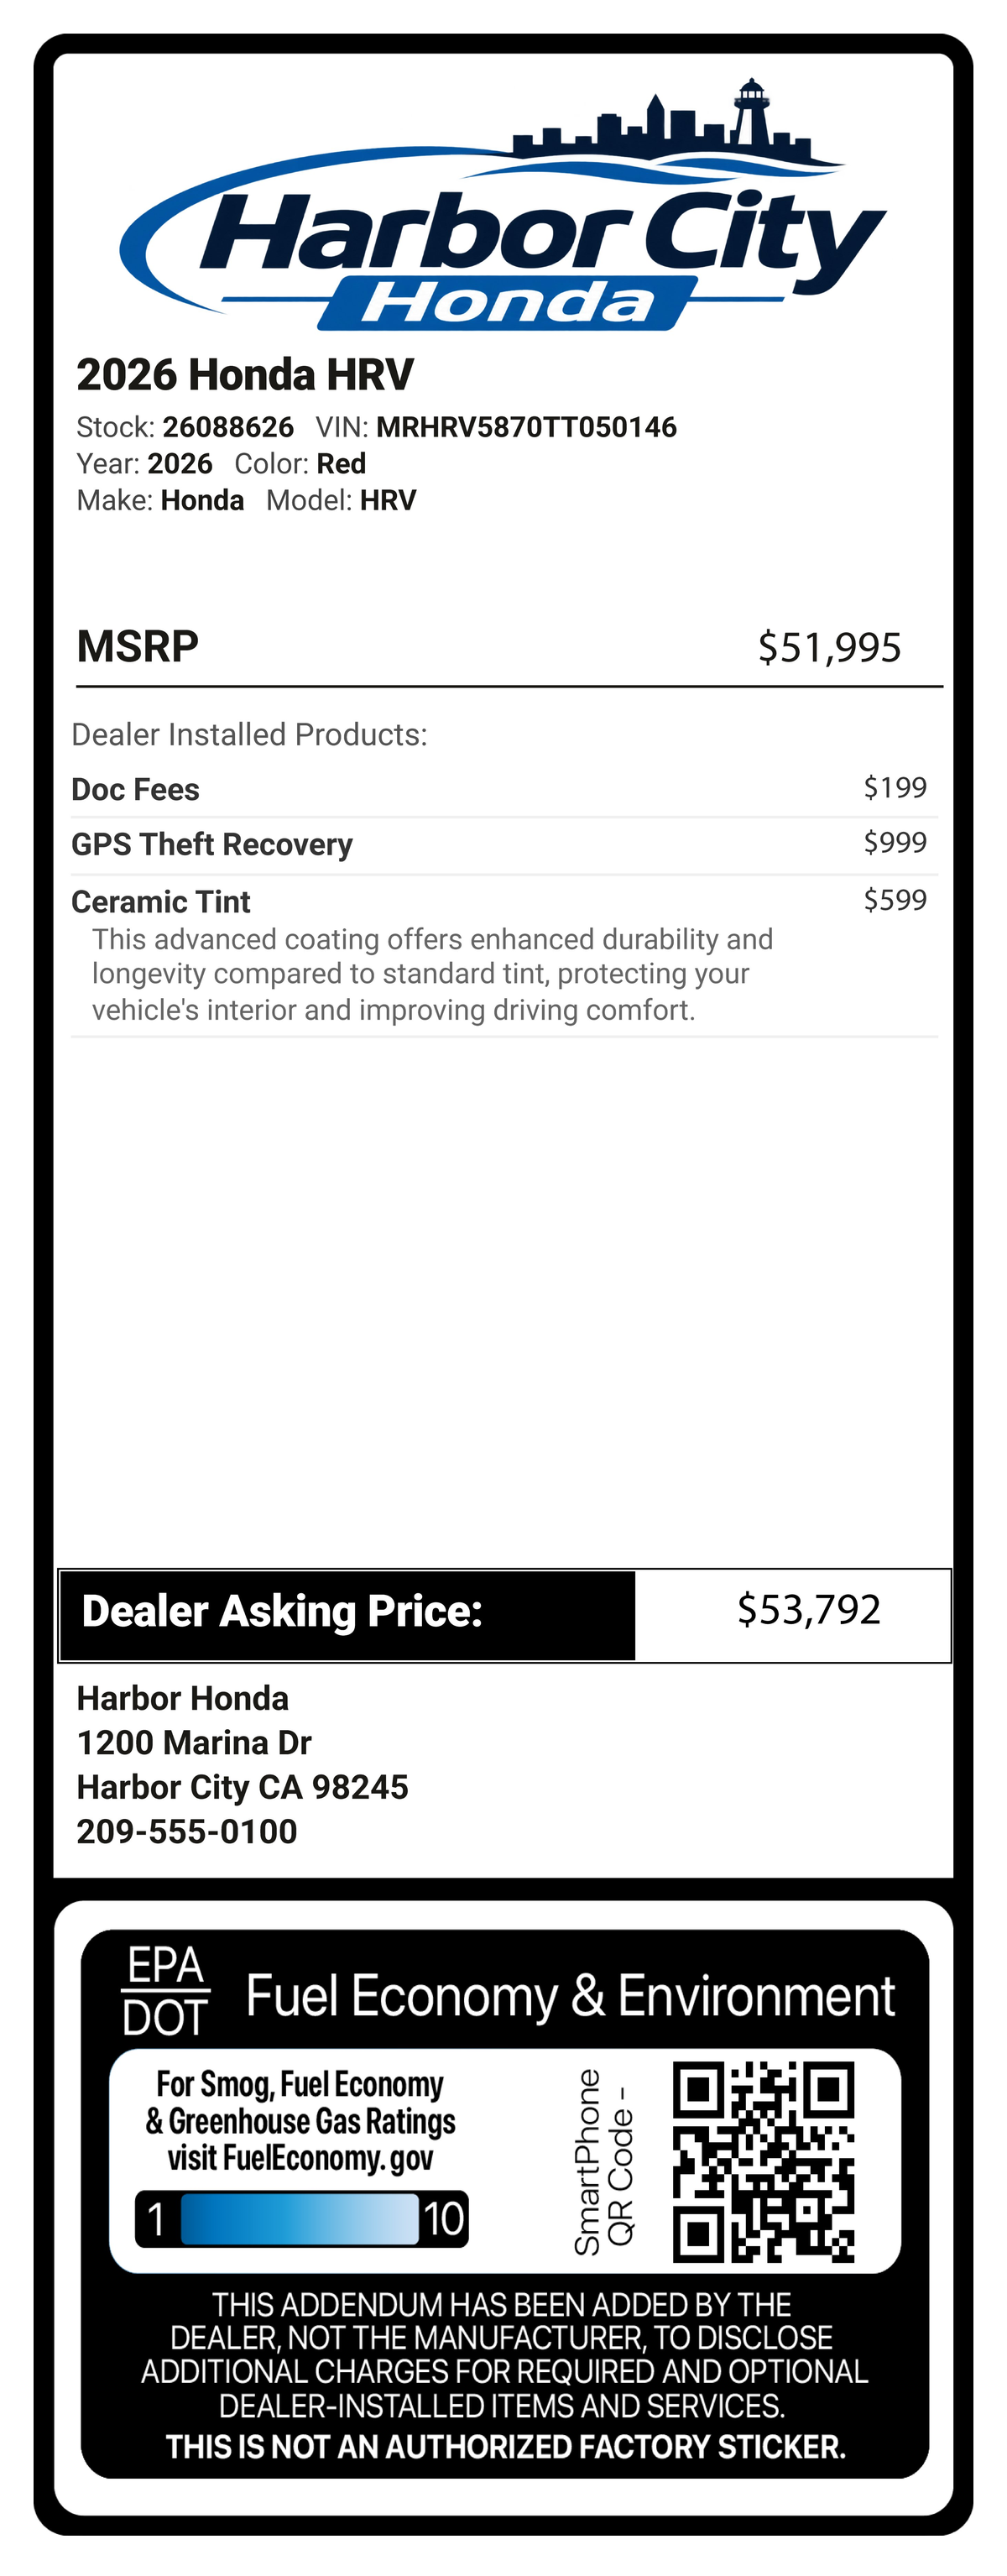 Harbor City
Honda
2026 Honda HRV
Stock: 26088626 VIN: MRHRV5870TT050146
Year: 2026 Color: Red
Make: Honda Model: HRV
MSRP $51,995
Dealer Installed Products:
Doc Fees $199
GPS Theft Recovery $999
Ceramic Tint $599
This advanced coating offers enhanced durability and
longevity compared to standard tint, protecting your
vehicle's interior and improving driving comfort.
Dealer Asking Price: $53,792
Harbor Honda
1200 Marina Dr
Harbor City CA 98245
209-555-0100
EPA
DOT
Fuel Economy & Environment
For Smog, Fuel Economy
& Greenhouse Gas Ratings
visit FuelEconomy.gov
1 10
SmartPhone
QR Code -
THIS ADDENDUM HAS BEEN ADDED BY THE
DEALER, NOT THE MANUFACTURER, TO DISCLOSE
ADDITIONAL CHARGES FOR REQUIRED AND OPTIONAL
DEALER-INSTALLED ITEMS AND SERVICES.
THIS IS NOT AN AUTHORIZED FACTORY STICKER.